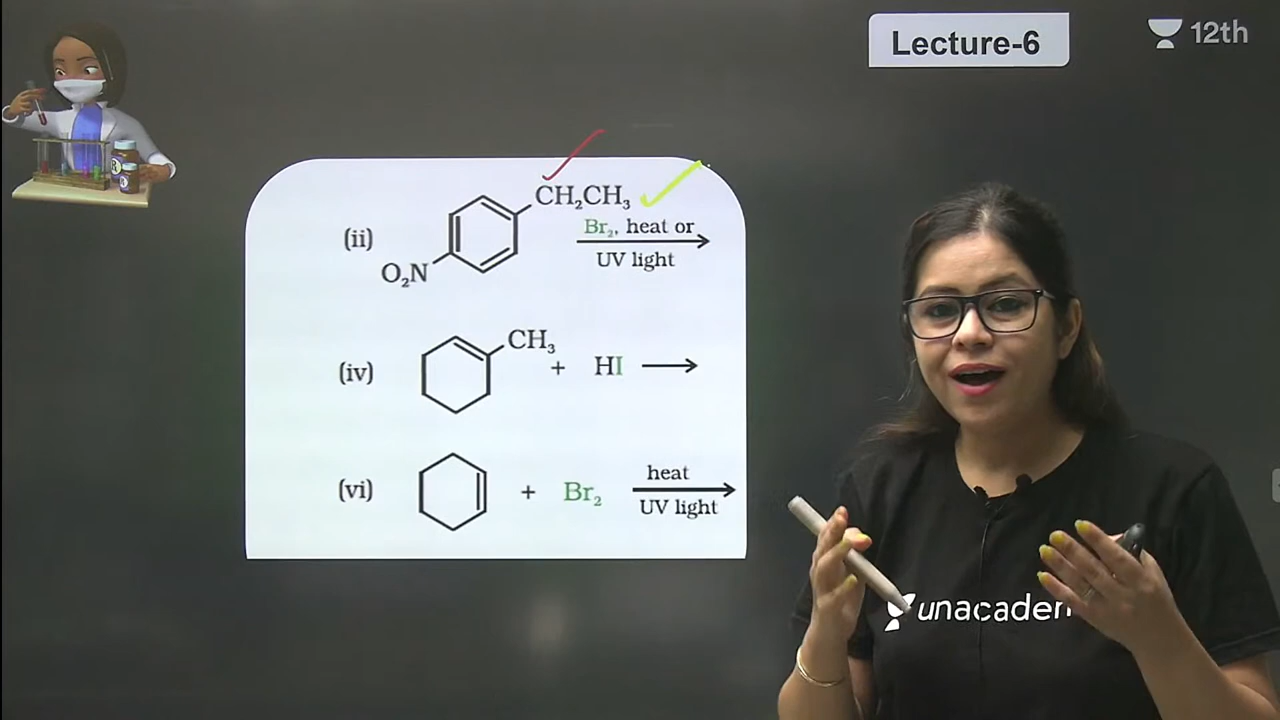 Lecture-6
12th
(ii)
CH₂CH₃
O₂N
Br₂, heat or
UV light
(iv)
CH₃
+ HI
(vi)
+ Br₂
heat
UV light
R
R